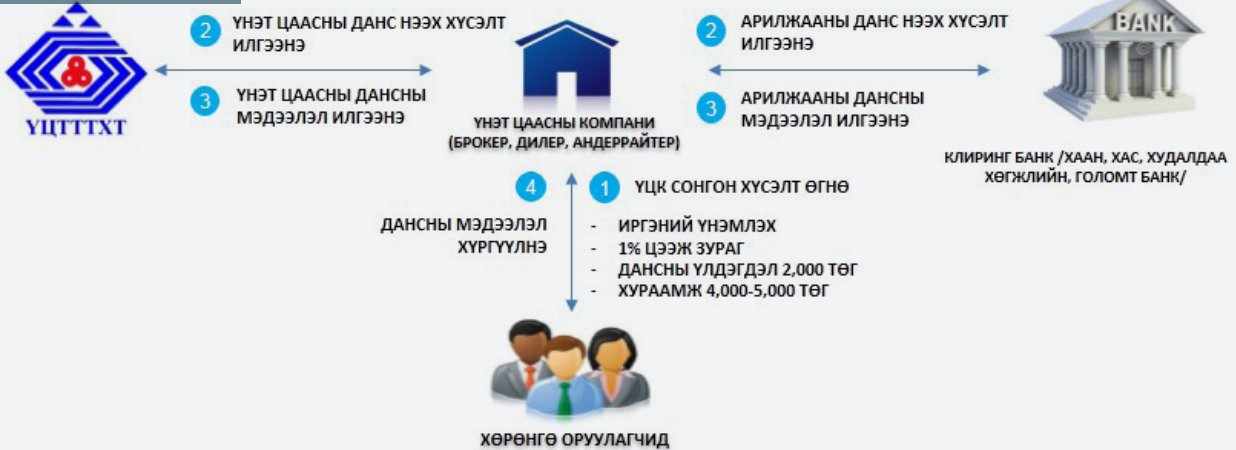 ҮЦТТТХТ
2
ҮНЭТ ЦААСНЫ ДАНС НЭЭХ ХҮСЭЛТ
ИЛГЭЭНЭ
3
ҮНЭТ ЦААСНЫ ДАНСНЫ
МЭДЭЭЛЭЛ ИЛГЭЭНЭ
ҮНЭТ ЦААСНЫ КОМПАНИ
(БРОКЕР, ДИЛЕР, АНДЕРРАЙТЕР)
2
АРИЛЖААНЫ ДАНС НЭЭХ ХҮСЭЛТ
ИЛГЭЭНЭ
3
АРИЛЖААНЫ ДАНСНЫ
МЭДЭЭЛЭЛ ИЛГЭЭНЭ
BANK
КЛИРИНГ БАНК /ХААН, ХАС, ХУДАЛДАА
ХӨГЖЛИЙН, ГОЛОМТ БАНК/
4
ДАНСНЫ МЭДЭЭЛЭЛ
ХҮРГҮҮЛНЭ
1
ҮЦК СОНГОН ХҮСЭЛТ ӨГНӨ
- ИРГЭНИЙ ҮНЭМЛЭХ
- 1% ЦЭЭЖ ЗУРАГ
- ДАНСНЫ ҮЛДЭГДЭЛ 2,000 ТӨГ
- ХУРААМЖ 4,000-5,000 ТӨГ
ХӨРӨНГӨ ОРУУЛАГЧИД